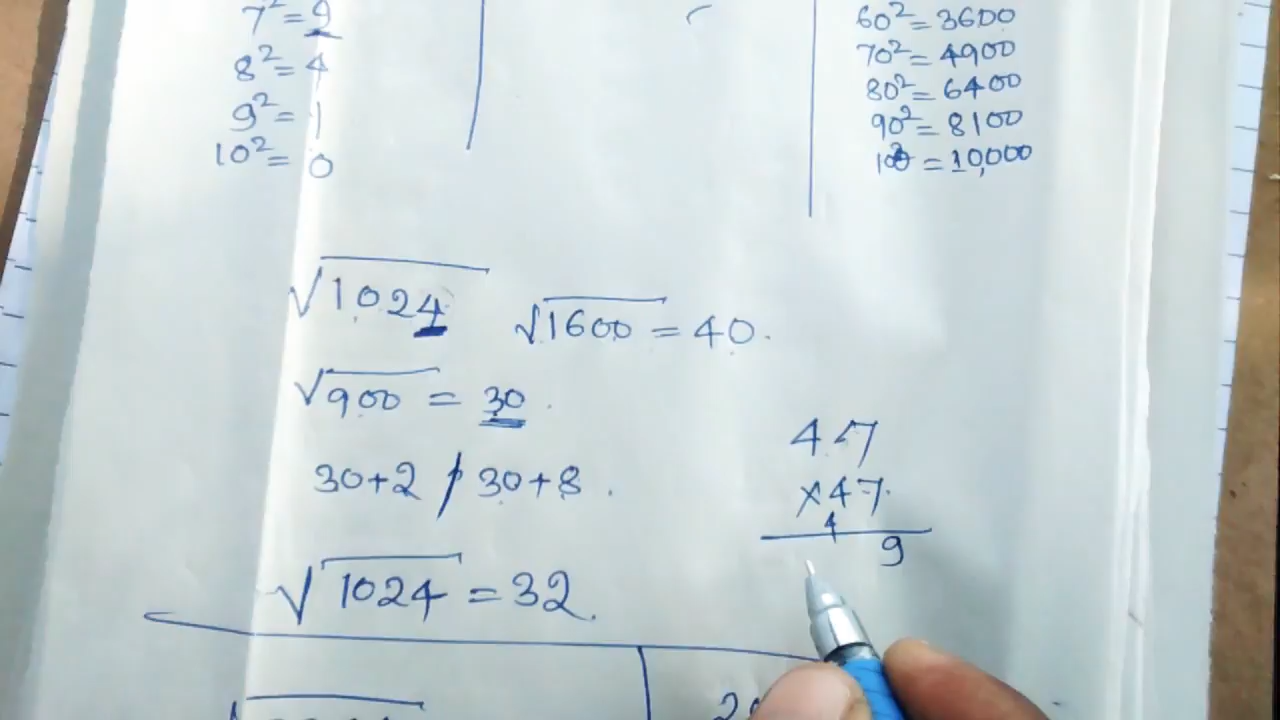 7² = 9
8² = 4
9² = 1
10² = 0
60² = 3600
70² = 4900
80² = 6400
90² = 8100
= 10,000
√1024
√1600 = 40.
√900 = 30.
30+2 / 30+8.
√1024 = 32.
47
×47.
4
9